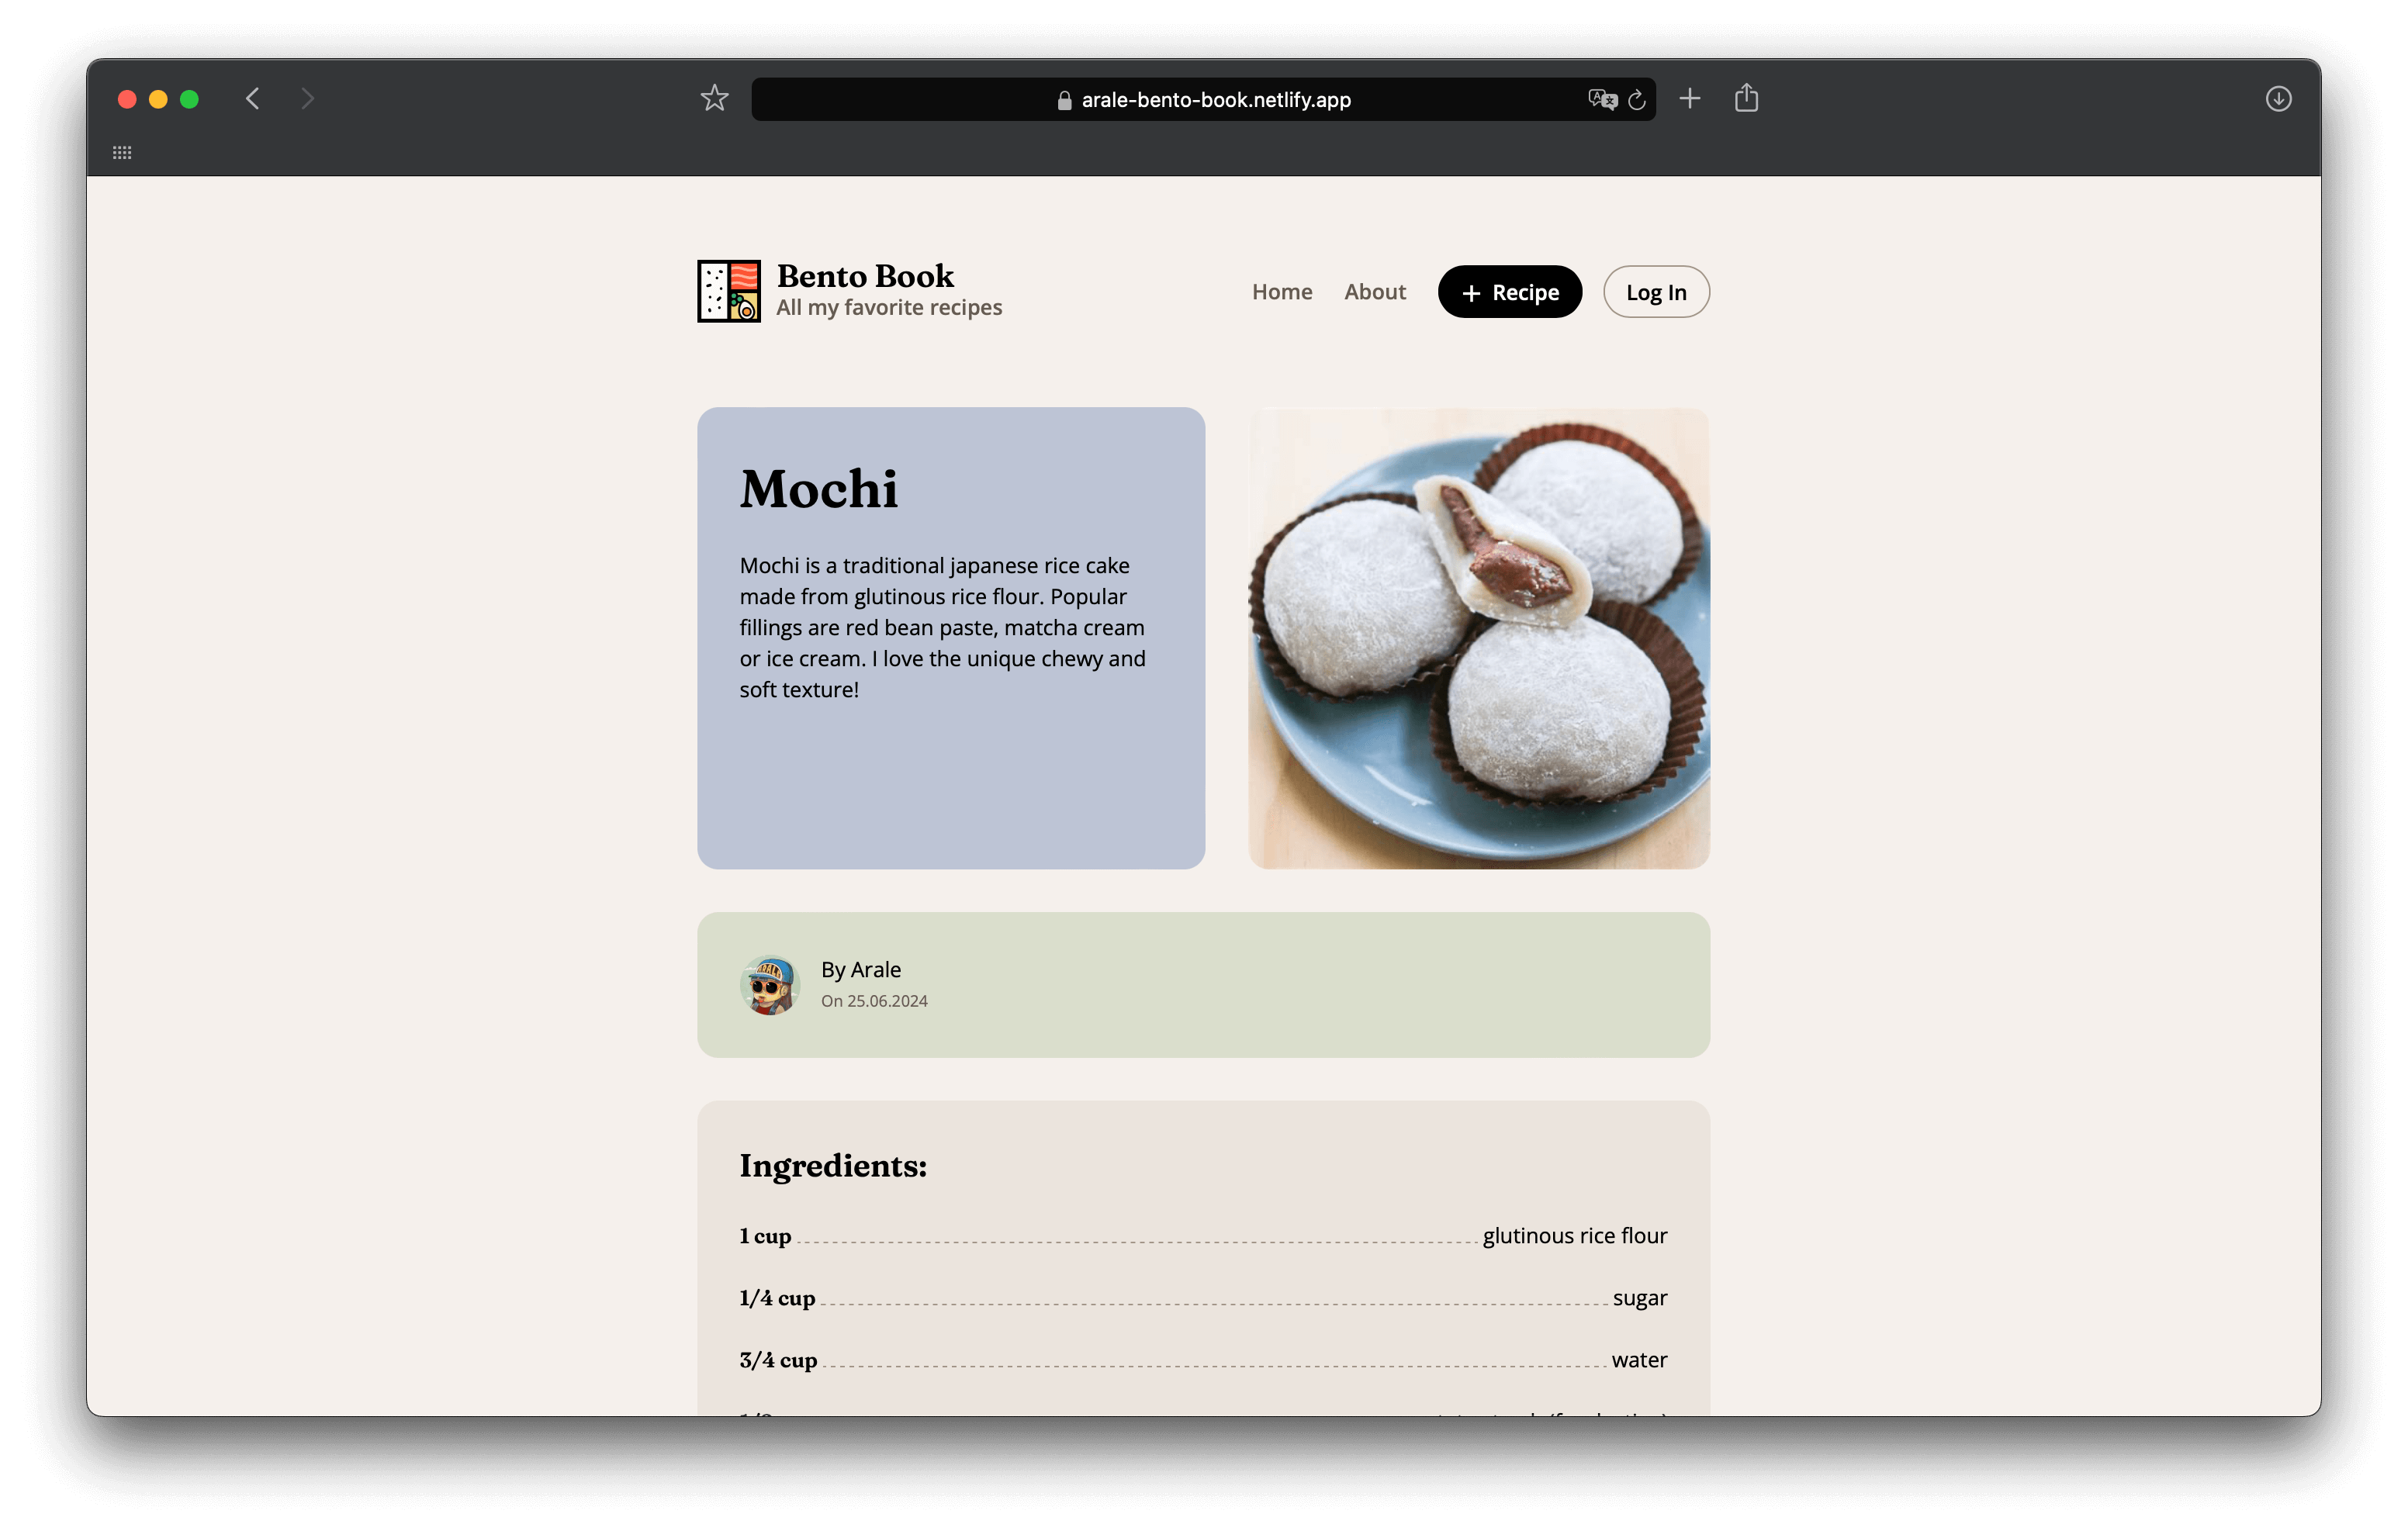 arale-bento-book.netlify.app
Bento Book
All my favorite recipes
Home
About
+ Recipe
Log In
Mochi
Mochi is a traditional japanese rice cake
made from glutinous rice flour. Popular
fillings are red bean paste, matcha cream
or ice cream. I love the unique chewy and
soft texture!
ARALE
By Arale
On 25.06.2024
Ingredients:
1 cup glutinous rice flour
1/4 cup sugar
3/4 cup water